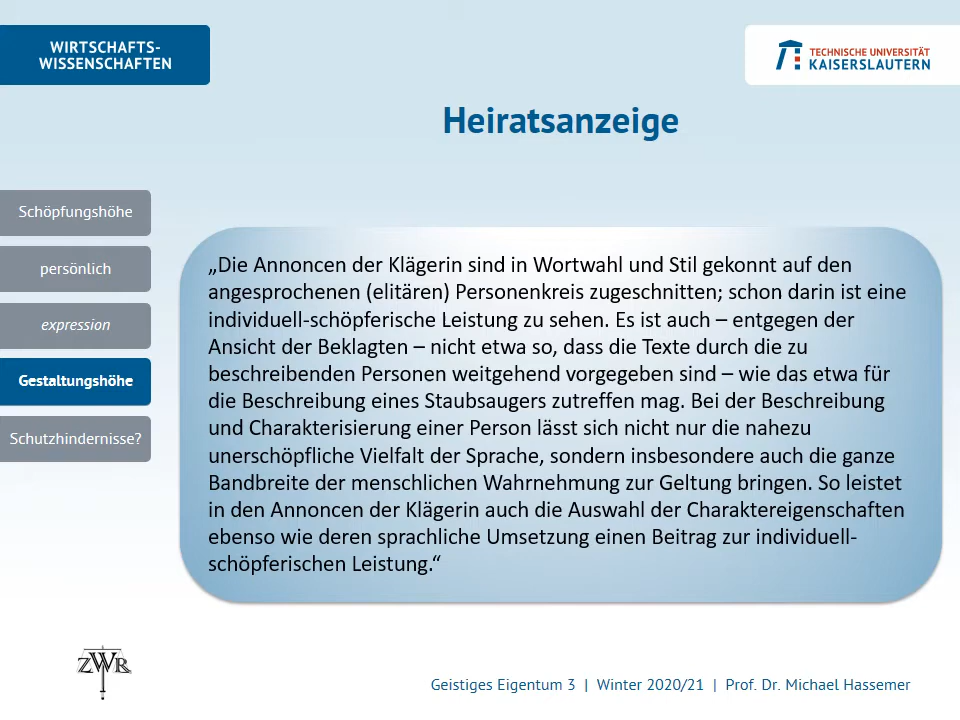 WIRTSCHAFTS-
WISSENSCHAFTEN
TECHNISCHE UNIVERSITÄT
KAISERSLAUTERN
Heiratsanzeige
Schöpfungshöhe
persönlich
expression
Gestaltungshöhe
Schutzhindernisse?
„Die Annoncen der Klägerin sind in Wortwahl und Stil gekonnt auf den
angesprochenen (elitären) Personenkreis zugeschnitten; schon darin ist eine
individuell-schöpferische Leistung zu sehen. Es ist auch – entgegen der
Ansicht der Beklagten – nicht etwa so, dass die Texte durch die zu
beschreibenden Personen weitgehend vorgegeben sind – wie das etwa für
die Beschreibung eines Staubsaugers zutreffen mag. Bei der Beschreibung
und Charakterisierung einer Person lässt sich nicht nur die nahezu
unerschöpfliche Vielfalt der Sprache, sondern insbesondere auch die ganze
Bandbreite der menschlichen Wahrnehmung zur Geltung bringen. So leistet
in den Annoncen der Klägerin auch die Auswahl der Charaktereigenschaften
ebenso wie deren sprachliche Umsetzung einen Beitrag zur individuell-
schöpferischen Leistung.“
ZWR
Geistiges Eigentum 3 | Winter 2020/21 | Prof. Dr. Michael Hassemer